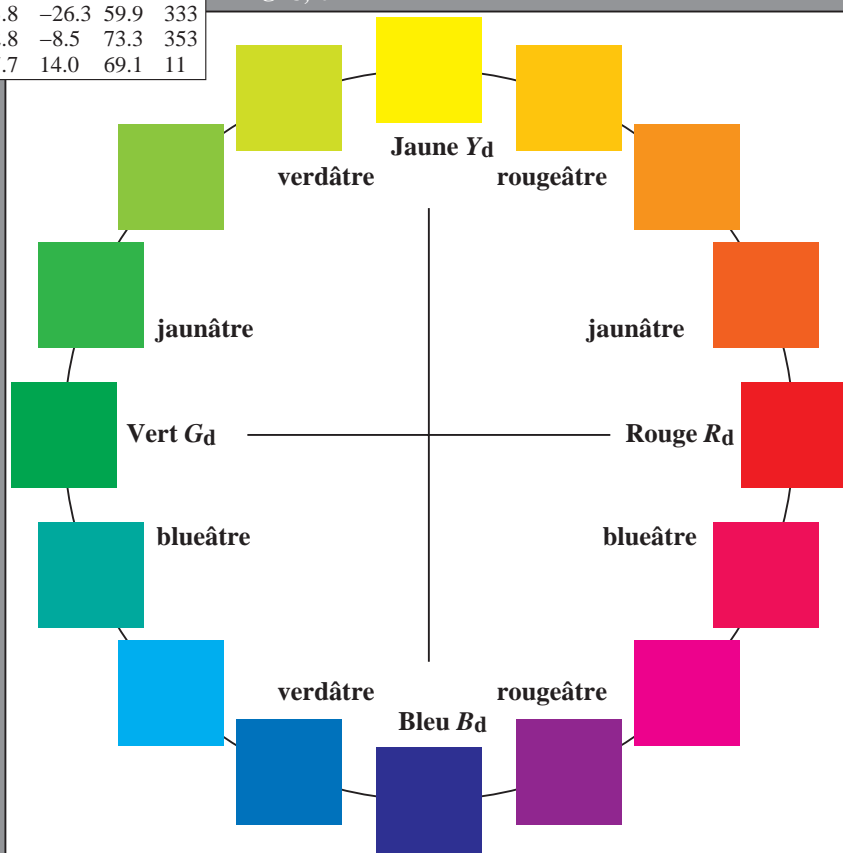 .8 −26.3 59.9 333
.8 −8.5 73.3 353
.7 14.0 69.1 11
Jaune Yd
verdâtre rougeâtre
jaunâtre jaunâtre
Vert Gd Rouge Rd
blueâtre blueâtre
verdâtre rougeâtre
Bleu Bd